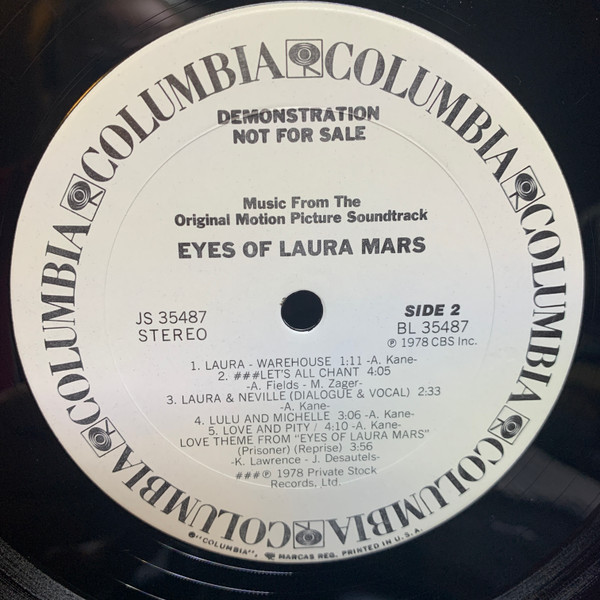 COLUMBIA COLUMBIA COLUMBIA COLUMBIA COLUMBIA COLUMBIA COLUMBIA
DEMONSTRATION
NOT FOR SALE
Music From The
Original Motion Picture Soundtrack
EYES OF LAURA MARS
JS 35487
STEREO
SIDE 2
BL 35487
℗ 1978 CBS Inc.
1. LAURA - WAREHOUSE 1:11 -A. Kane-
2. ###LET'S ALL CHANT 4:05
-A. Fields - M. Zager-
3. LAURA & NEVILLE (DIALOGUE & VOCAL) 2:33
-A. Kane-
4. LULU AND MICHELLE 3:06 -A. Kane-
5. LOVE AND PITY / 4:10 -A. Kane-
LOVE THEME FROM "EYES OF LAURA MARS"
(Prisoner) (Reprise) 3:56
-K. Lawrence - J. Desautels-
###℗ 1978 Private Stock
Records, Ltd.
"COLUMBIA", MARCAS REG. PRINTED IN U.S.A.